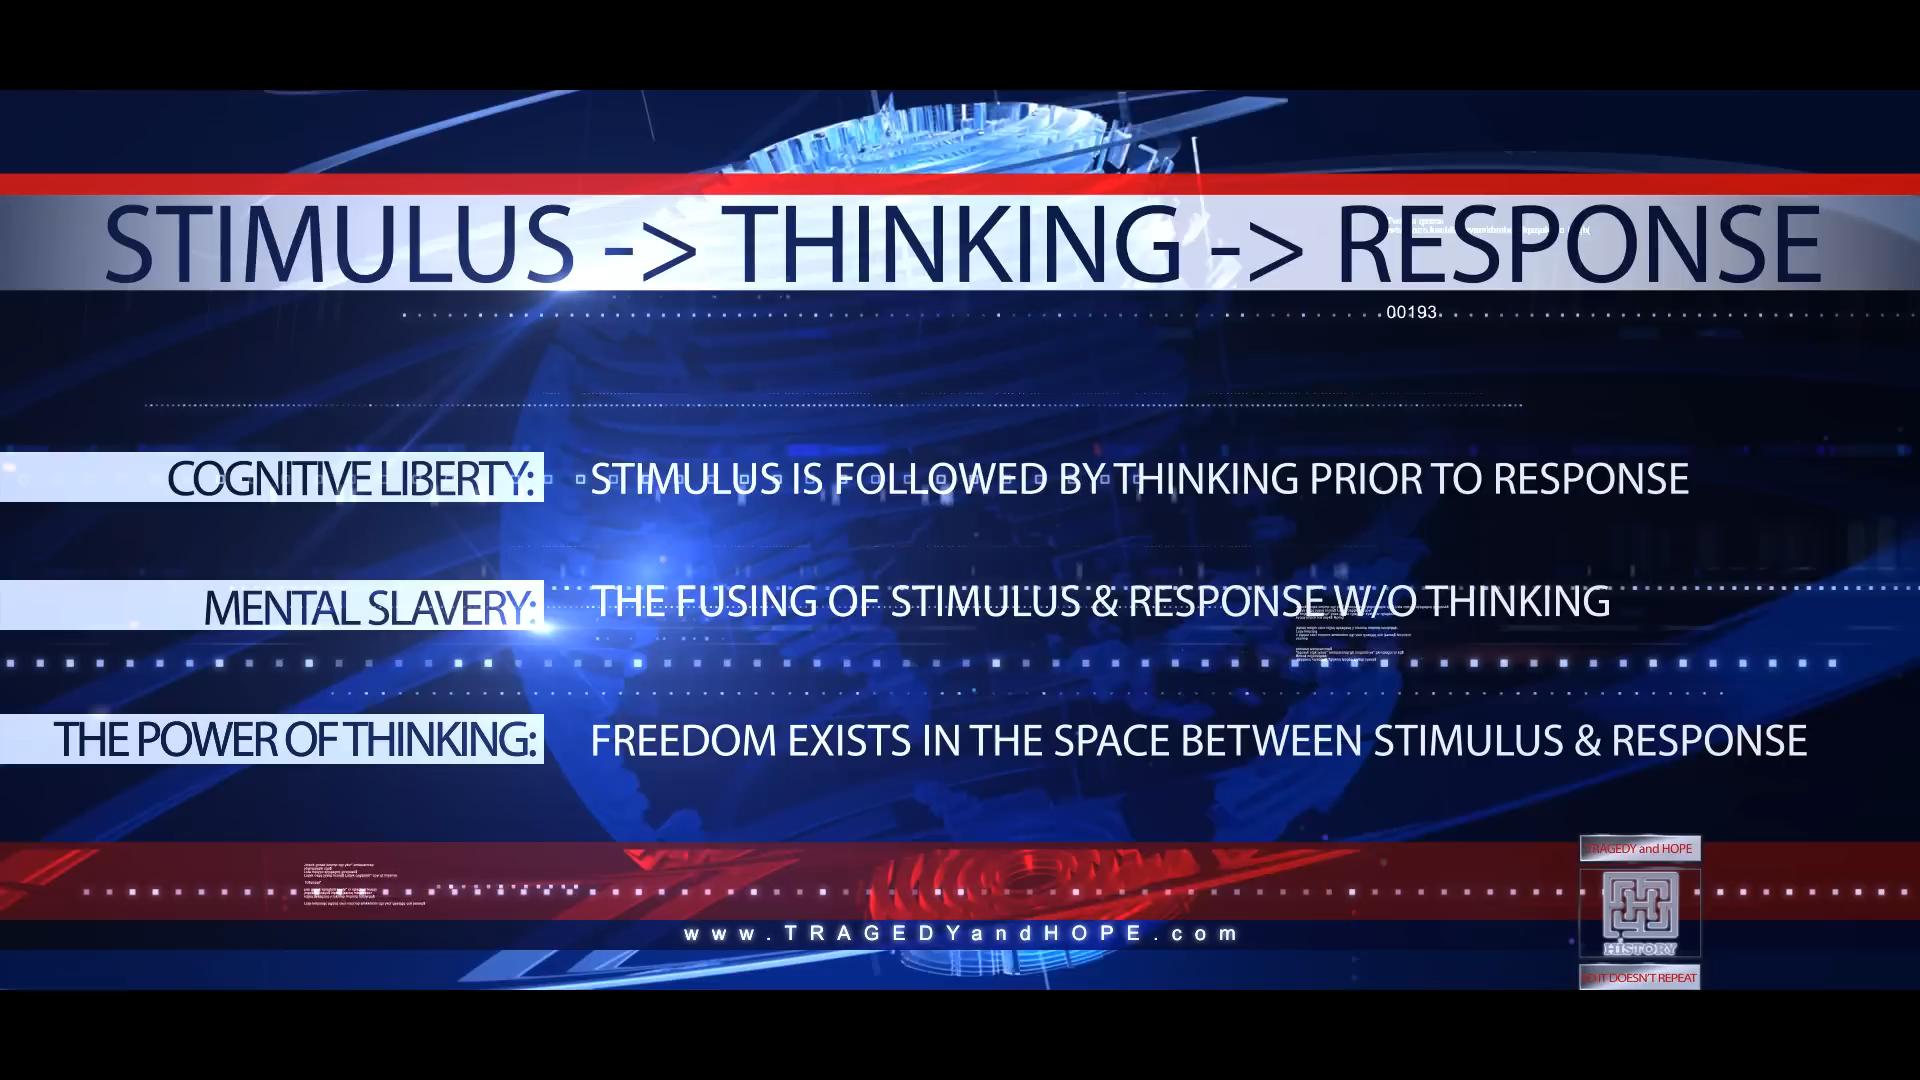 STIMULUS -> THINKING -> RESPONSE
00193
COGNITIVE LIBERTY: STIMULUS IS FOLLOWED BY THINKING PRIOR TO RESPONSE
MENTAL SLAVERY: THE FUSING OF STIMULUS & RESPONSE W/O THINKING
THE POWER OF THINKING: FREEDOM EXISTS IN THE SPACE BETWEEN STIMULUS & RESPONSE
TRAGEDY and HOPE
HISTORY
www.TRAGEDYandHOPE.com
IT DOESN'T REPEAT